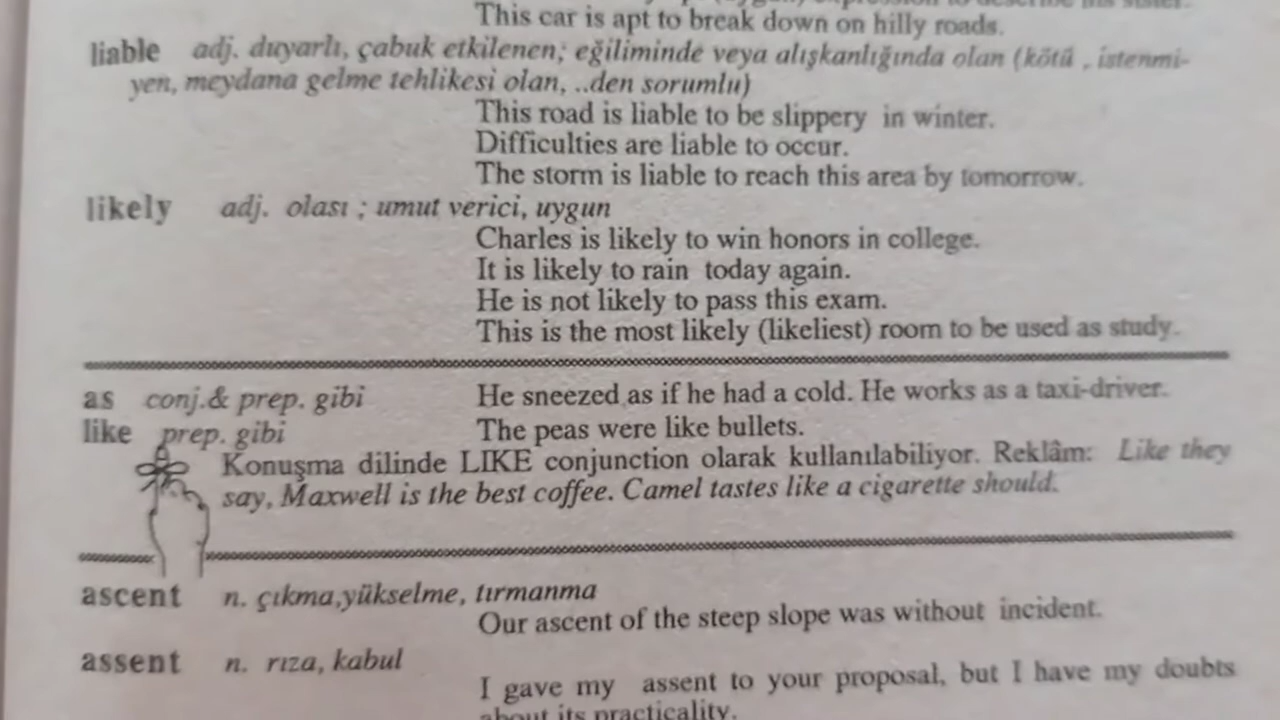 This car is apt to break down on hilly roads.
liable adj. duyarlı, çabuk etkilenen; eğiliminde veya alışkanlığında olan (kötü , istenmi-
yen, meydana gelme tehlikesi olan, ..den sorumlu)
This road is liable to be slippery in winter.
Difficulties are liable to occur.
The storm is liable to reach this area by tomorrow.
likely adj. olası ; umut verici, uygun
Charles is likely to win honors in college.
It is likely to rain today again.
He is not likely to pass this exam.
This is the most likely (likeliest) room to be used as study.
as conj.& prep. gibi He sneezed as if he had a cold. He works as a taxi-driver.
like prep. gibi The peas were like bullets.
Konuşma dilinde LIKE conjunction olarak kullanılabiliyor. Reklâm: Like they
say, Maxwell is the best coffee. Camel tastes like a cigarette should.
ascent n. çıkma,yükselme, tırmanma
Our ascent of the steep slope was without incident.
assent n. rıza, kabul
I gave my assent to your proposal, but I have my doubts
about its practicality.